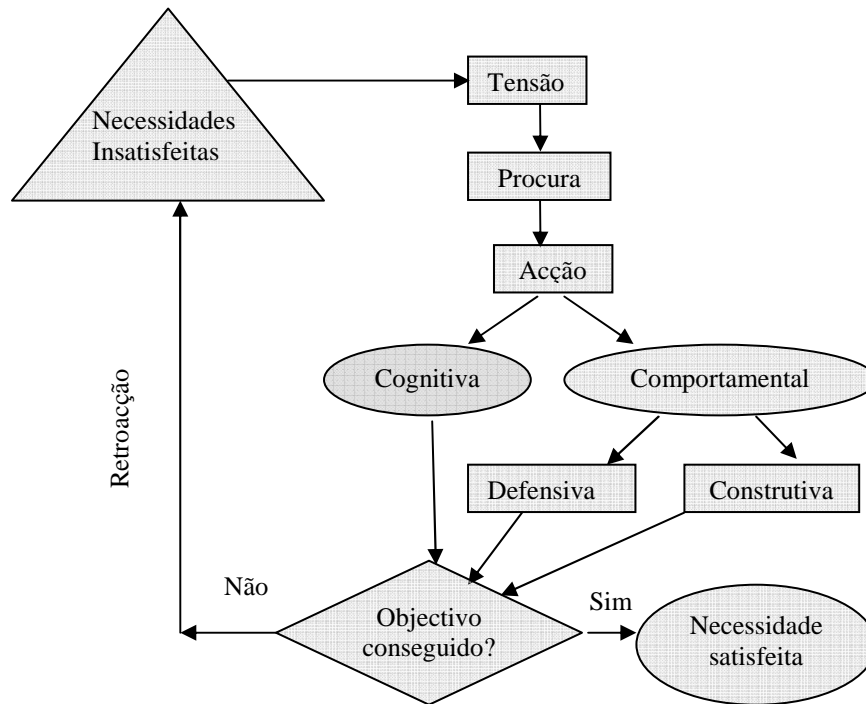 Tensão
Necessidades
Insatisfeitas
Procura
Acção
Cognitiva
Comportamental
Retroacção
Defensiva
Construtiva
Não
Sim
Objectivo
conseguido?
Necessidade
satisfeita